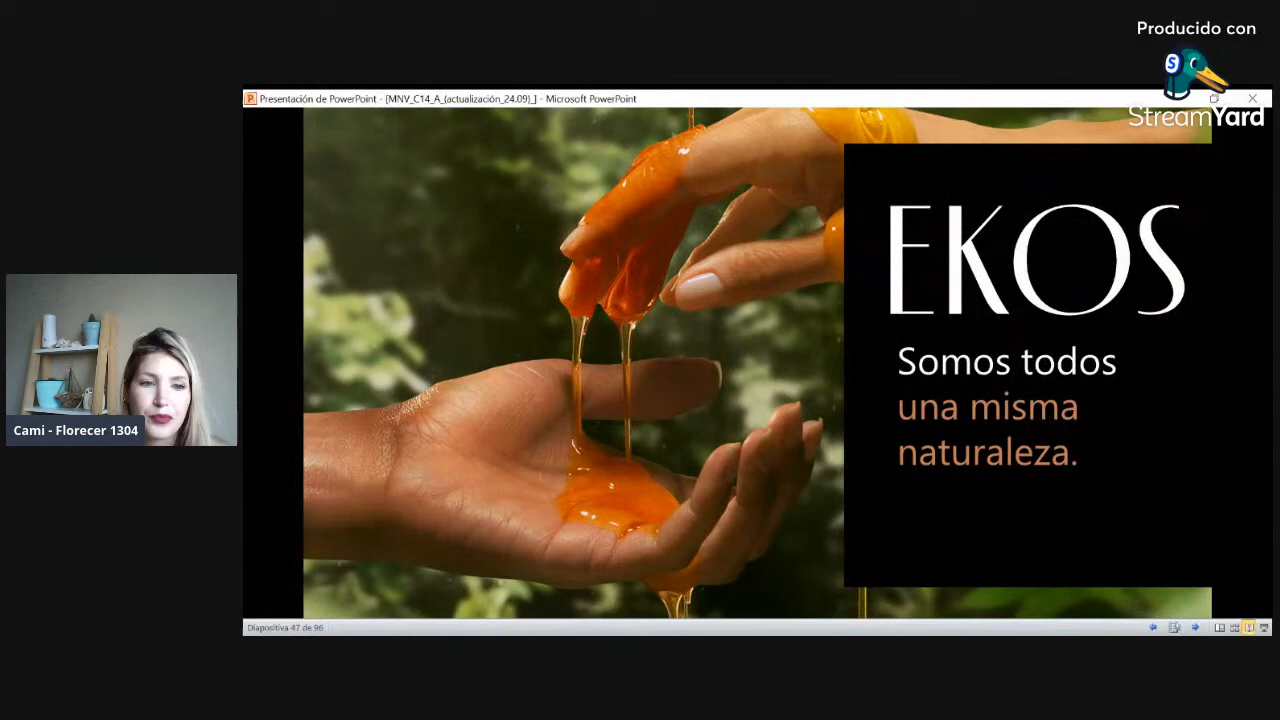 Producido con
S
StreamYard
P Presentación de PowerPoint - [MNV_C14_A_(actualización_24.09)_] - Microsoft PowerPoint
EKOS
Somos todos
una misma
naturaleza.
Cami - Florecer 1304
Diapositiva 47 de 96